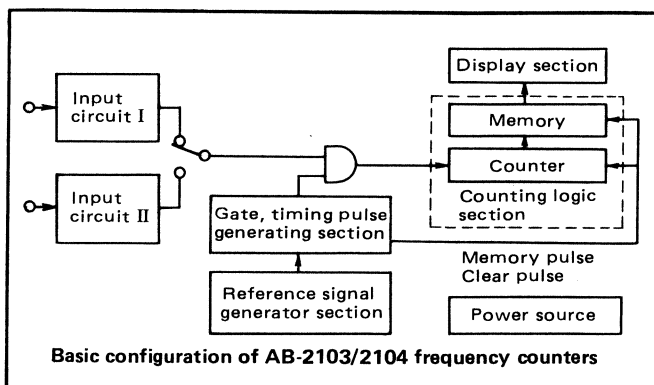 Input
circuit I
Input
circuit II
Gate, timing pulse
generating section
Reference signal
generator section
Display section
Memory
Counter
Counting logic
section
Memory pulse
Clear pulse
Power source
Basic configuration of AB-2103/2104 frequency counters